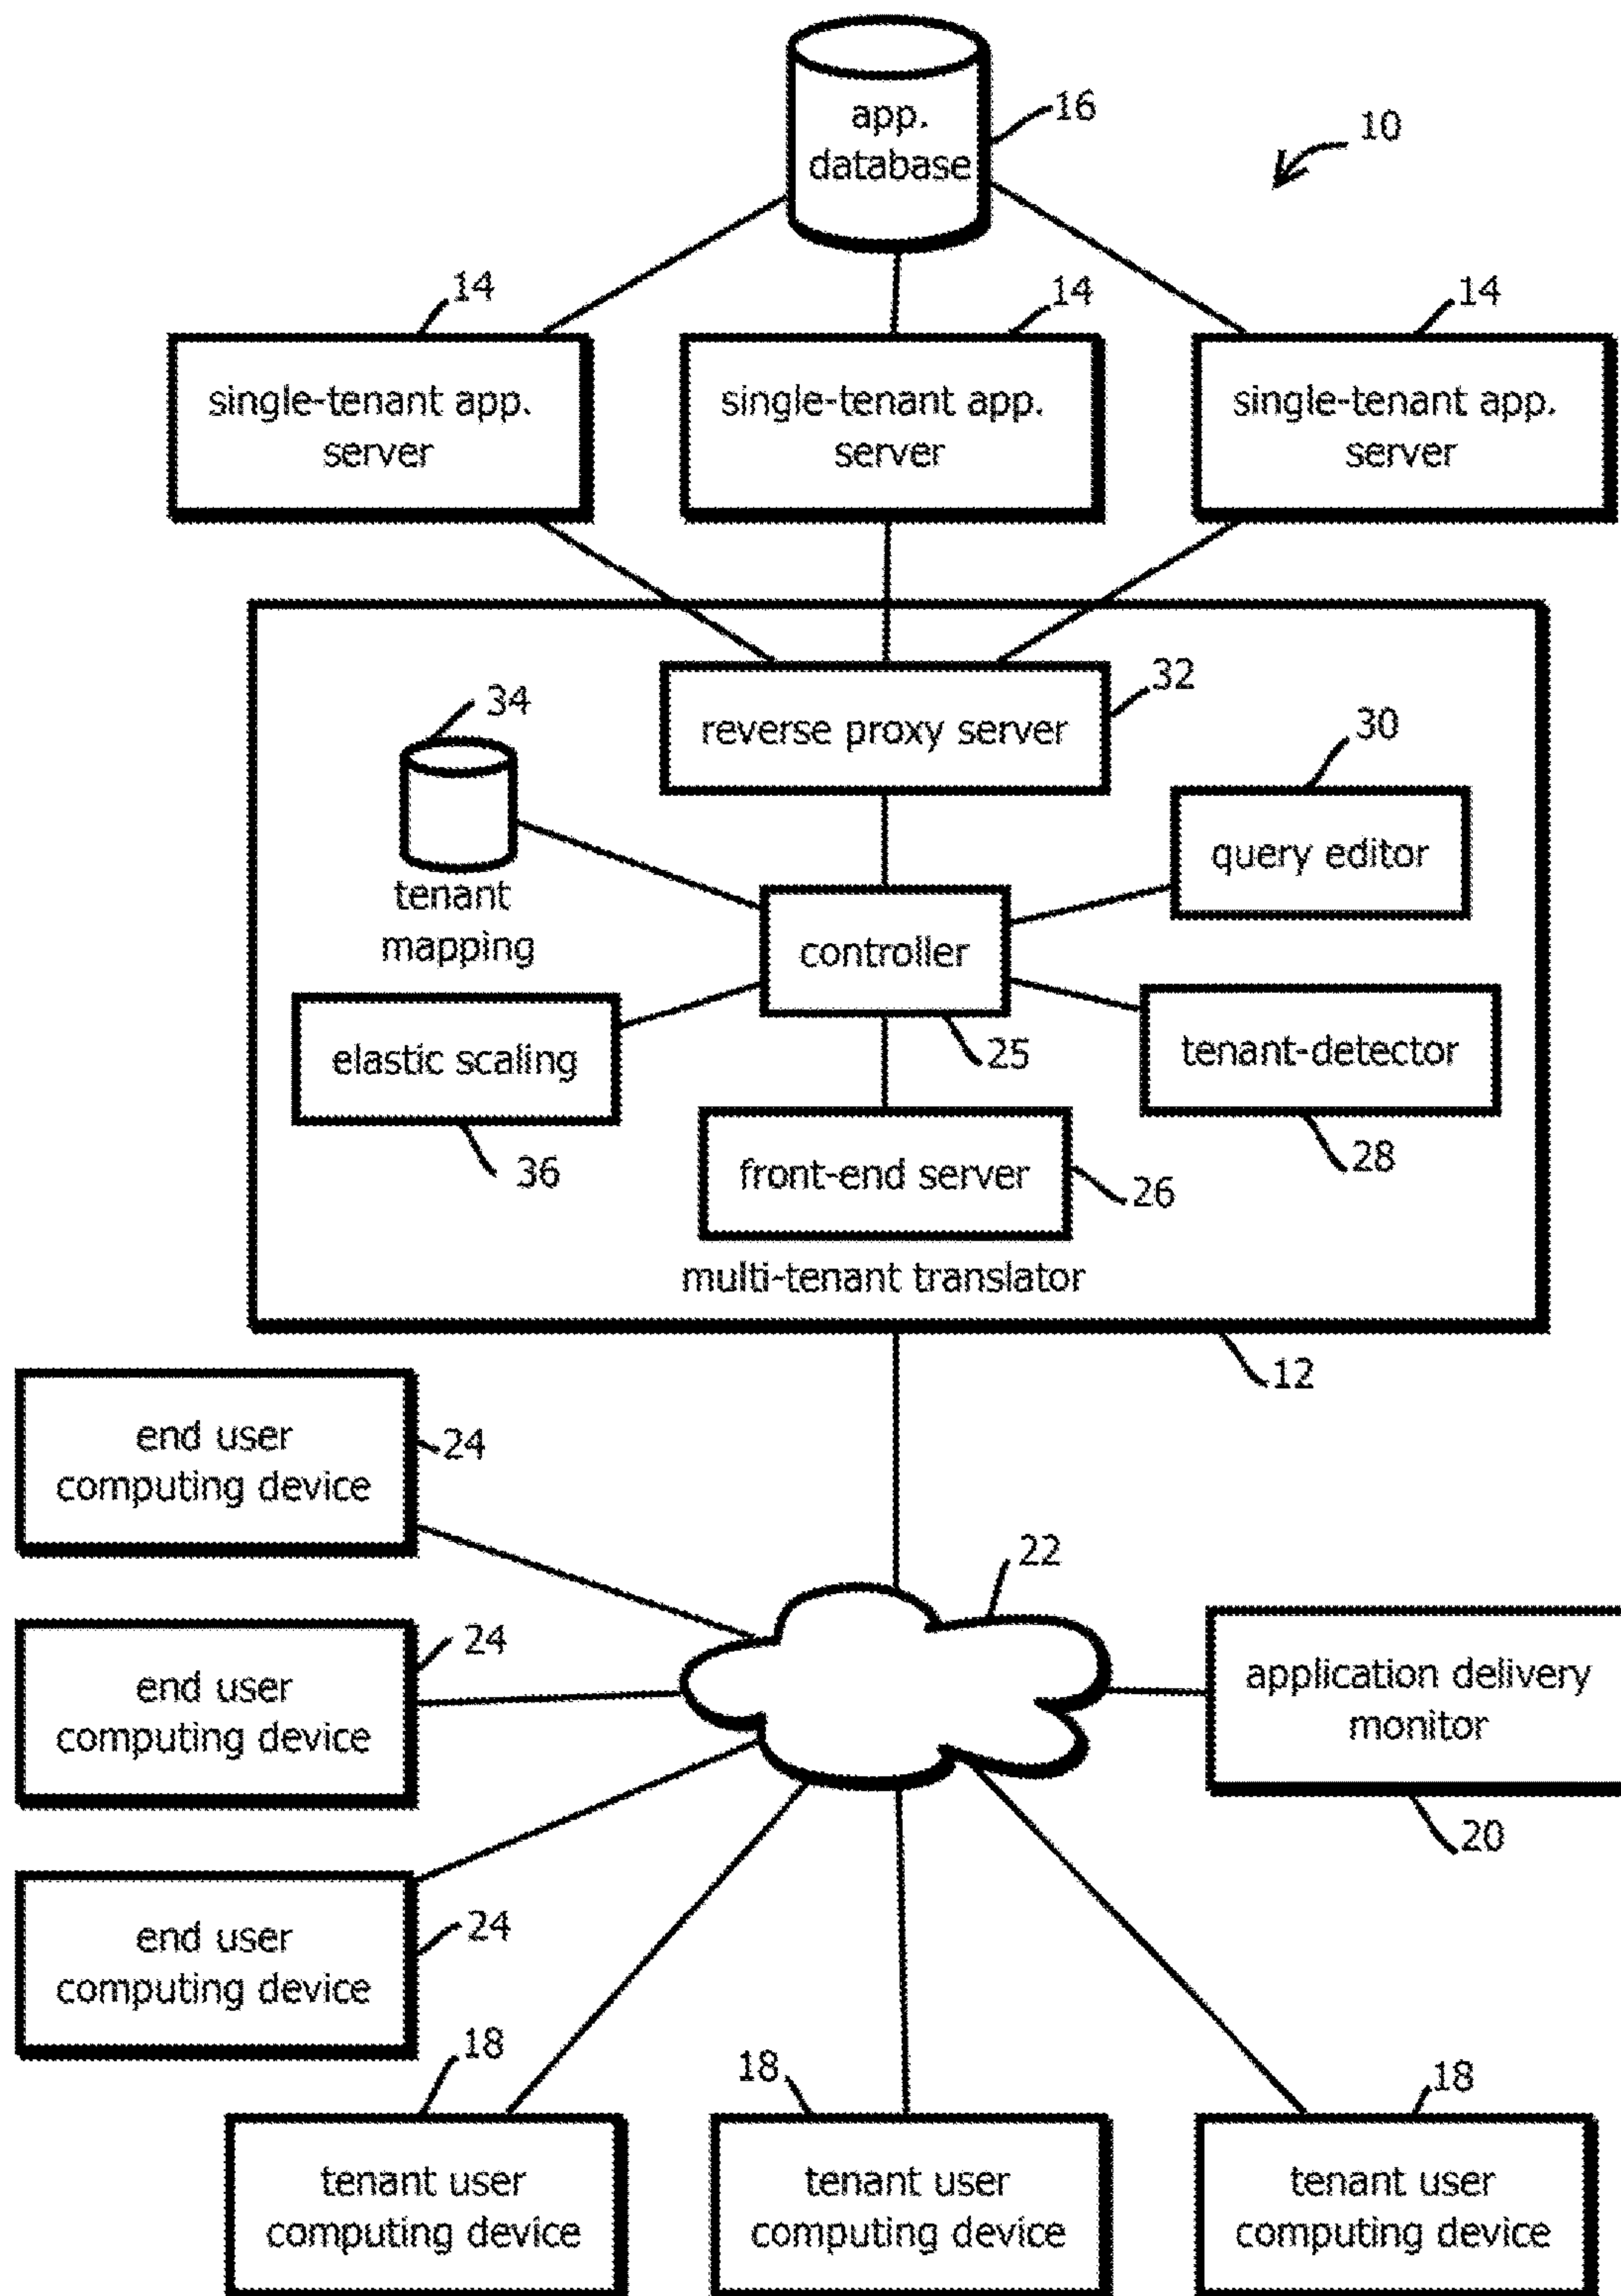 app.
database
16
10
14
14
14
single-tenant app.
server
single-tenant app.
server
single-tenant app.
server
32
reverse proxy server
34
tenant
mapping
30
query editor
controller
25
elastic scaling
36
tenant-detector
28
front-end server
26
multi-tenant translator
12
end user
computing device
24
22
end user
computing device
24
application delivery
monitor
20
end user
computing device
24
18
18
18
tenant user
computing device
tenant user
computing device
tenant user
computing device